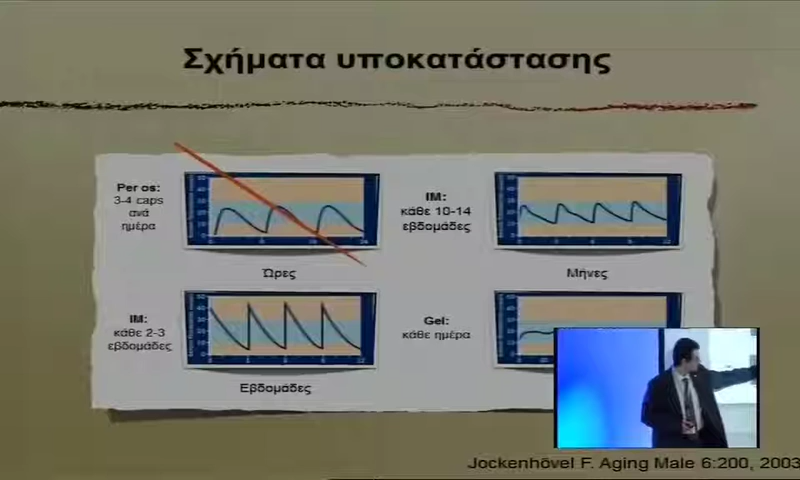 Σχήματα υποκατάστασης
Per os:
3-4 caps
ανά
ημέρα
Ώρες
IM:
κάθε 10-14
εβδομάδες
Μήνες
IM:
κάθε 2-3
εβδομάδες
Εβδομάδες
Gel:
κάθε ημέρα
Jockenhövel F. Aging Male 6:200, 2003